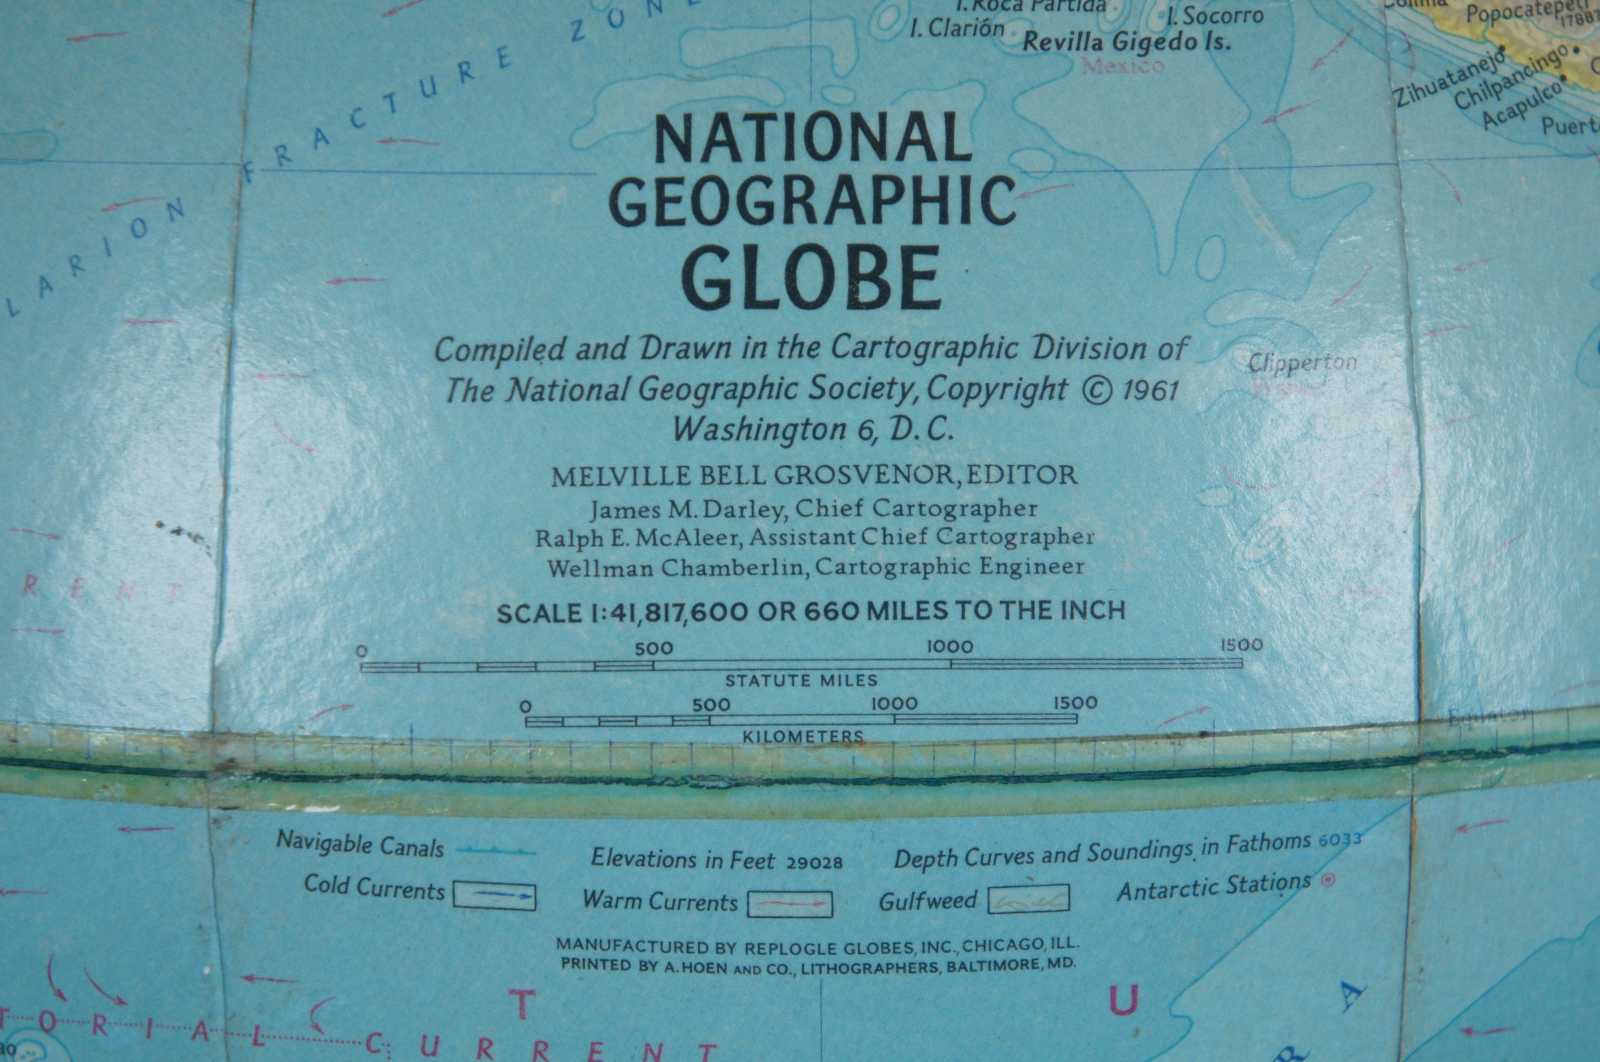 FRACTURE ZONE
LARION
I. Roca Partida
I. Clarión
I. Socorro
Revilla Gigedo Is.
Mexico
Popocatepetl
Zihuatanejo
Chilpancingo
Acapulco
NATIONAL
GEOGRAPHIC
GLOBE
Clipperton
Compiled and Drawn in the Cartographic Division of
The National Geographic Society, Copyright © 1961
Washington 6, D.C.
MELVILLE BELL GROSVENOR, EDITOR
James M. Darley, Chief Cartographer
Ralph E. McAleer, Assistant Chief Cartographer
Wellman Chamberlin, Cartographic Engineer
RENT
SCALE 1:41,817,600 OR 660 MILES TO THE INCH
0 500 1000 1500
STATUTE MILES
0 500 1000 1500
KILOMETERS
Equator
Navigable Canals
Elevations in Feet 29028
Depth Curves and Soundings in Fathoms 6033
Cold Currents
Warm Currents
Gulfweed
Antarctic Stations
MANUFACTURED BY REPLOGLE GLOBES, INC., CHICAGO, ILL.
PRINTED BY A. HOEN AND CO., LITHOGRAPHERS, BALTIMORE, MD.
T U
TORIAL CURRENT
R A